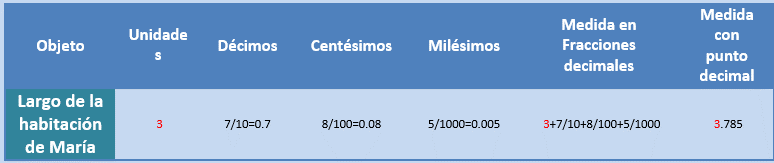 Objeto
Unidade
s
Décimos
Centésimos
Milésimos
Medida en
Fracciones
decimales
Medida
con
punto
decimal
Largo de la
habitación
de María
3
7/10=0.7
8/100=0.08
5/1000=0.005
3+7/10+8/100+5/1000
3.785